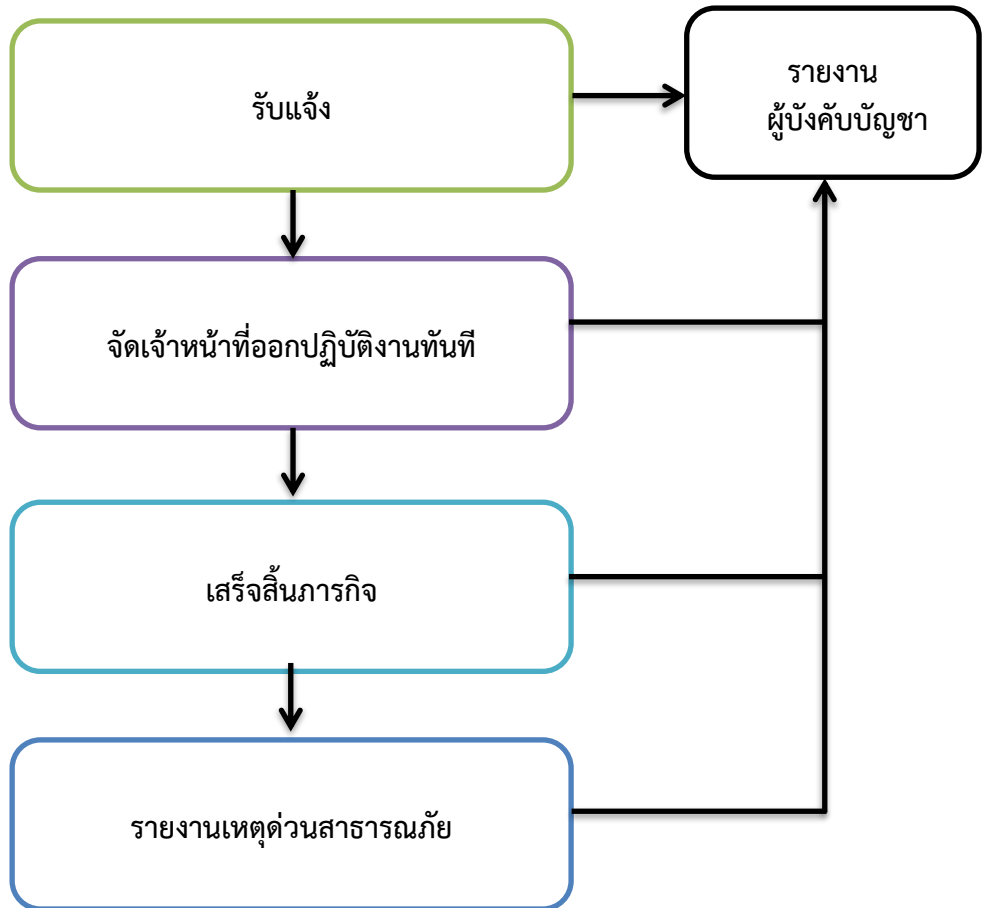 รับแจ้ง
รายงาน
ผู้บังคับบัญชา
จัดเจ้าหน้าที่ออกปฏิบัติงานทันที
เสร็จสิ้นภารกิจ
รายงานเหตุด่วนสาธารณภัย